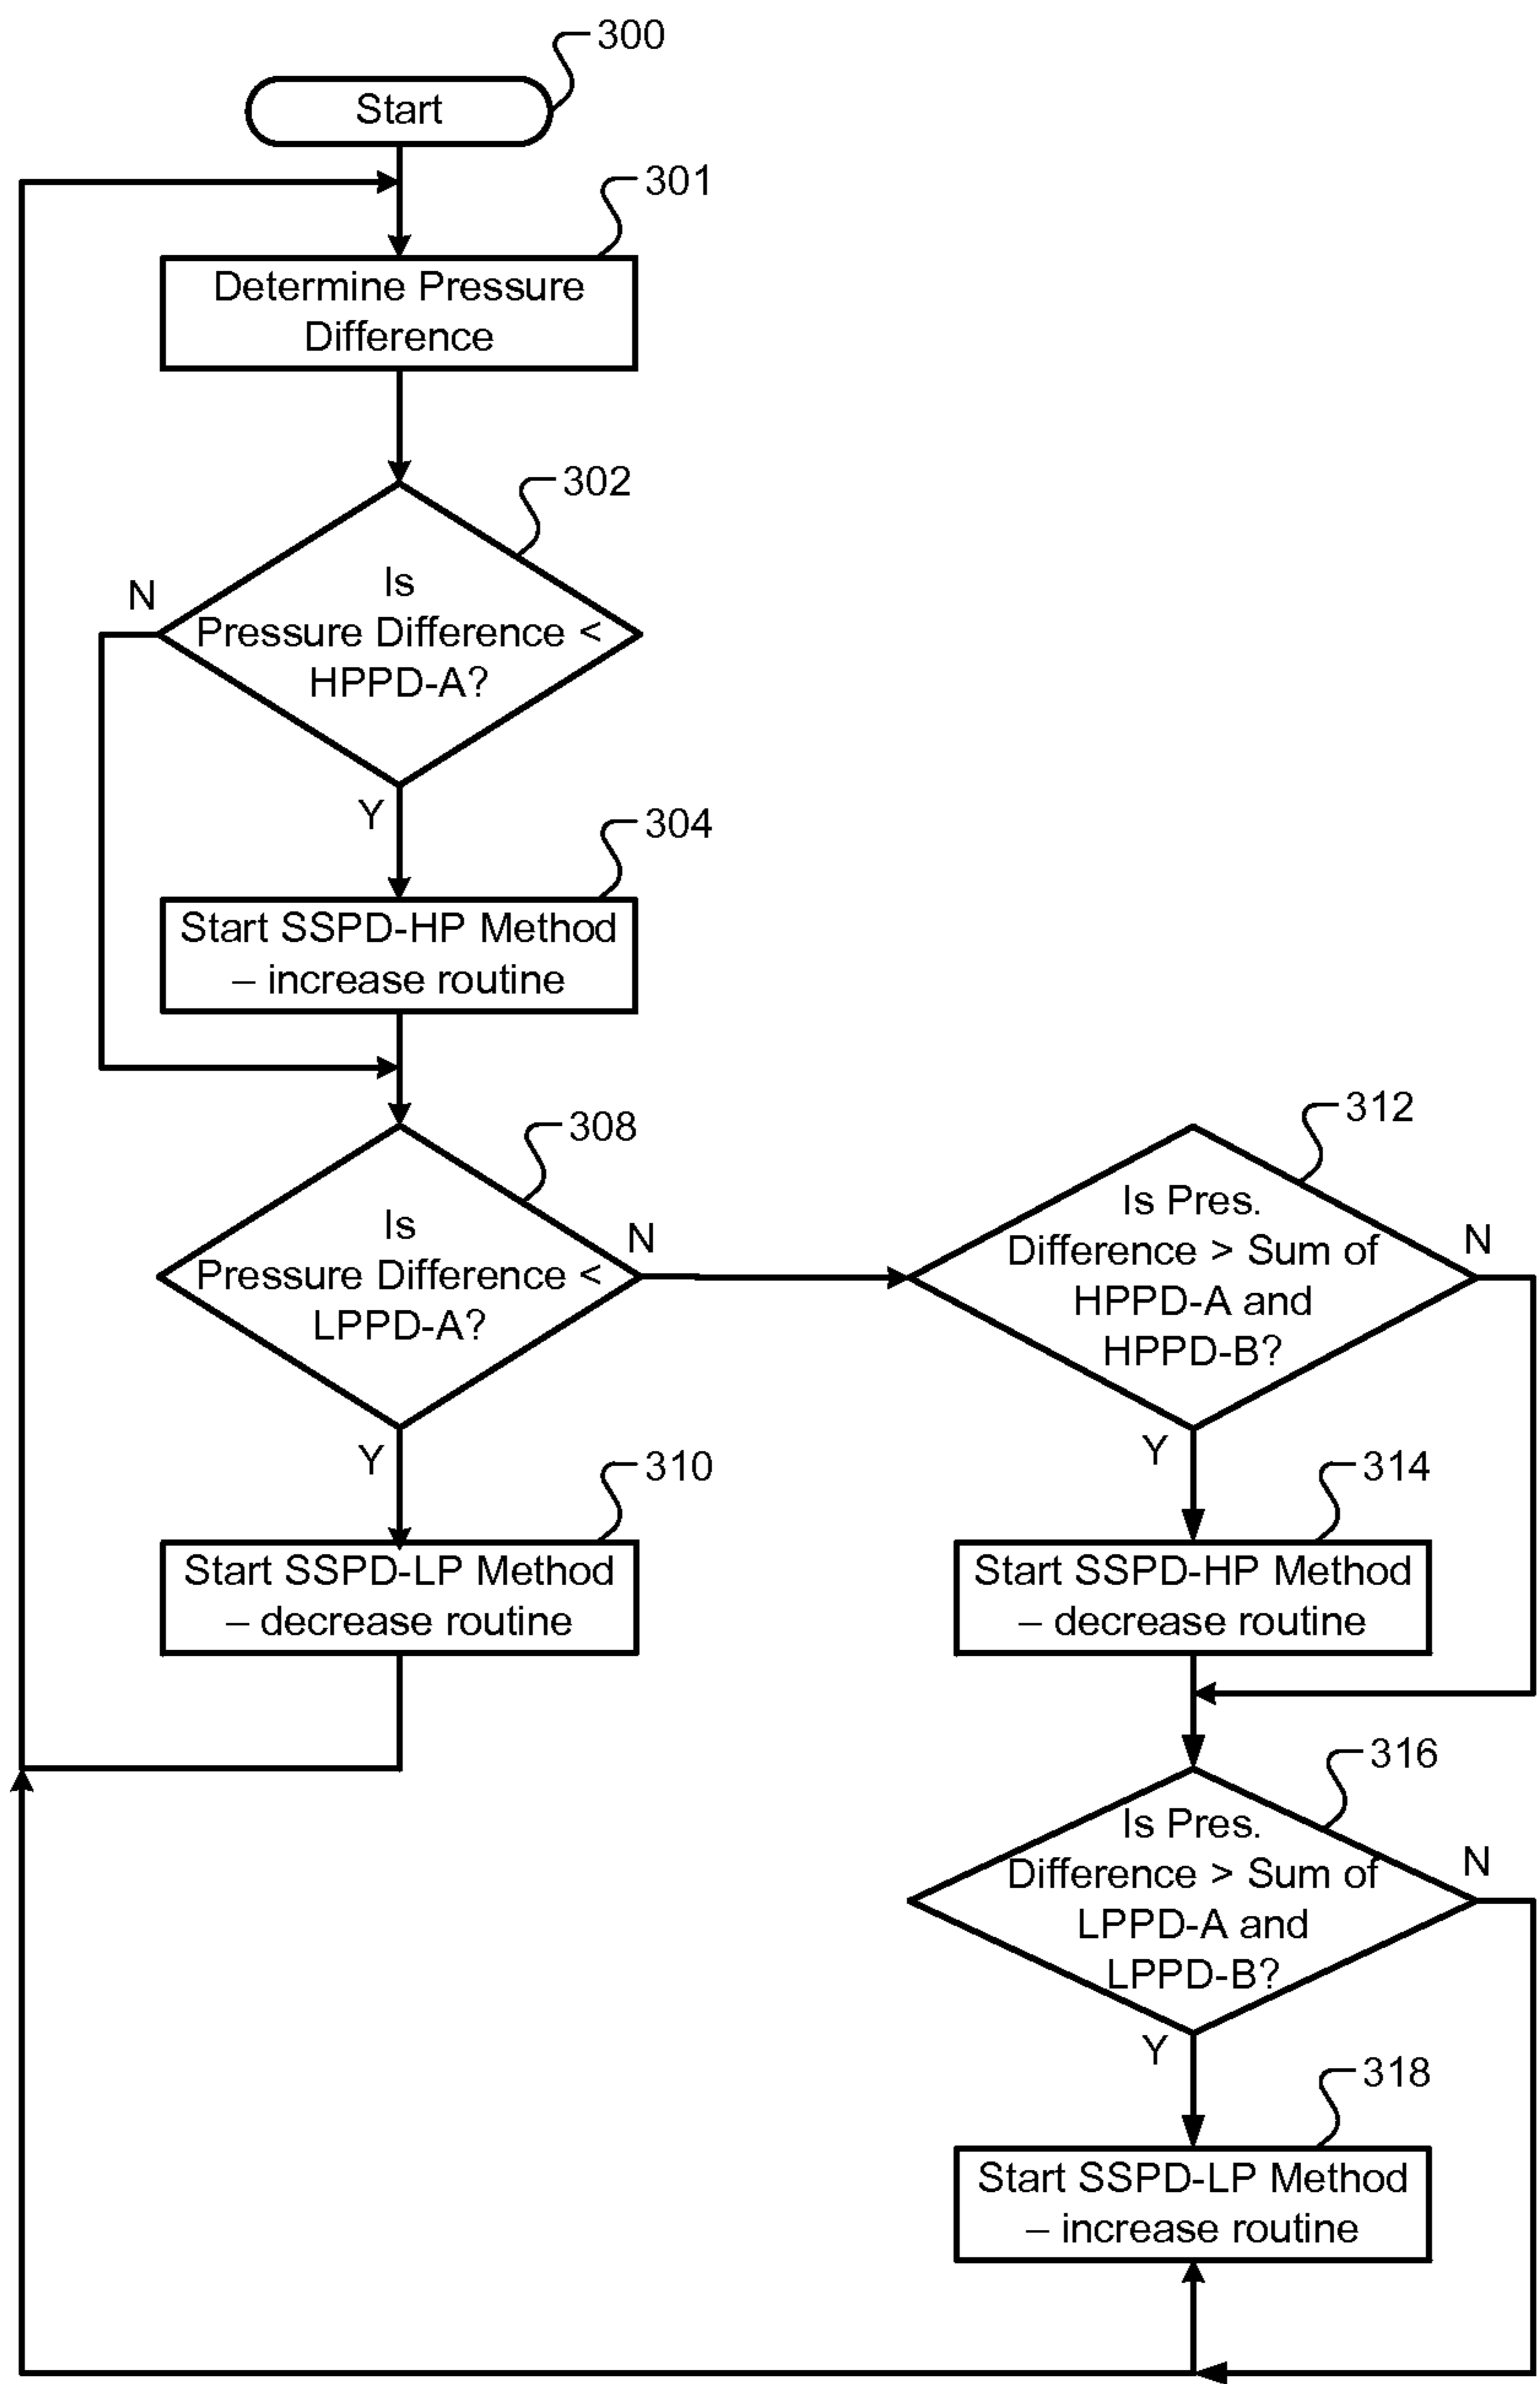 300
Start
301
Determine Pressure
Difference
302
N
Is
Pressure Difference <
HPPD-A?
Y
304
Start SSPD-HP Method
– increase routine
308
Is
Pressure Difference <
LPPD-A?
N
Y
310
Start SSPD-LP Method
– decrease routine
312
Is Pres.
Difference > Sum of
HPPD-A and
HPPD-B?
N
Y
314
Start SSPD-HP Method
– decrease routine
316
Is Pres.
Difference > Sum of
LPPD-A and
LPPD-B?
N
Y
318
Start SSPD-LP Method
– increase routine